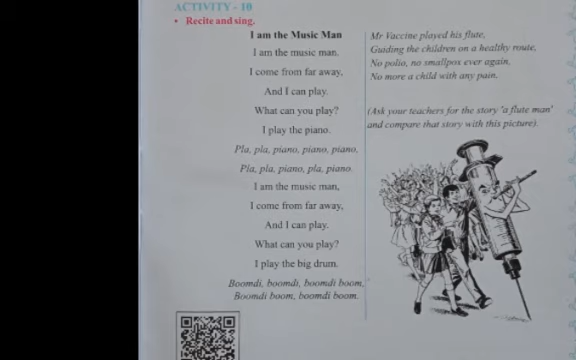 ACTIVITY - 10
• Recite and sing.
I am the Music Man
I am the music man,
I come from far away,
And I can play.
What can you play?
I play the piano.
Pla, pla, piano, piano, piano,
Pla, pla, piano, pla, piano.
I am the music man,
I come from far away,
And I can play.
What can you play?
I play the big drum.
Boomdi, boomdi, boomdi boom,
Boomdi boom, boomdi boom.
Mr Vaccine played his flute,
Guiding the children on a healthy route,
No polio, no smallpox ever again,
No more a child with any pain.
(Ask your teachers for the story 'a flute man'
and compare that story with this picture).